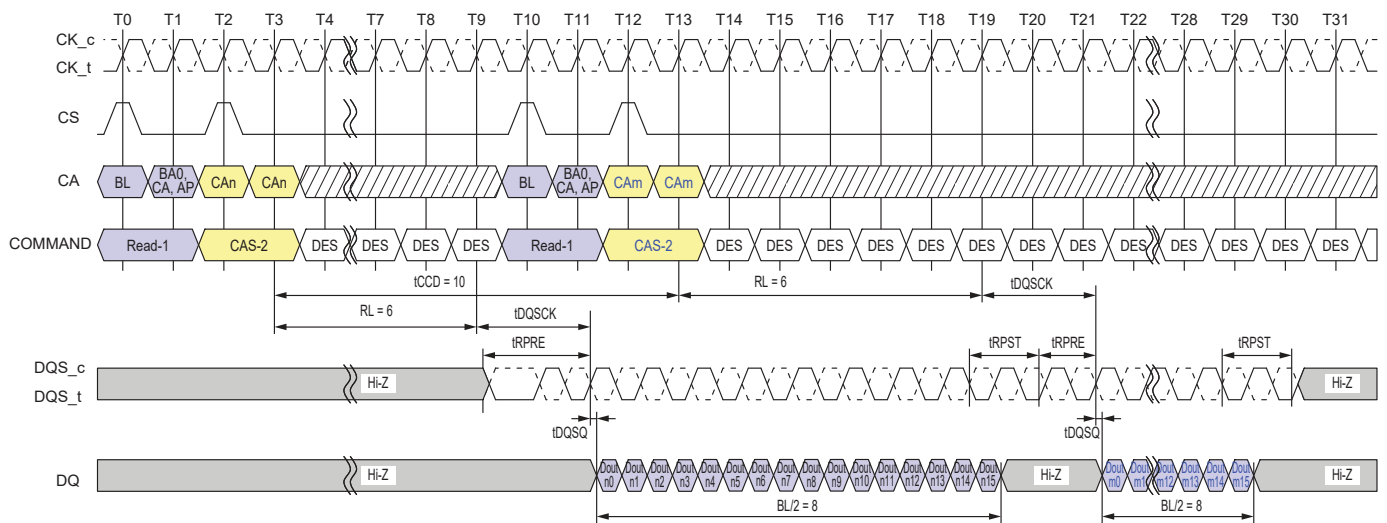 T0 T1 T2 T3 T4 T7 T8 T9 T10 T11 T12 T13 T14 T15 T16 T17 T18 T19 T20 T21 T22 T28 T29 T30 T31
CK_c
CK_t
CS
CA BL BA0, CA, AP CAn CAn BL BA0, CA, AP CAm CAm
COMMAND Read-1 CAS-2 DES DES DES DES Read-1 CAS-2 DES DES DES DES DES DES DES DES DES DES DES DES DES
tCCD = 10 RL = 6 tDQSCK
RL = 6 tDQSCK
tRPRE tRPST tRPRE tRPST
DQS_c
DQS_t
Hi-Z Hi-Z
tDQSQ tDQSQ
DQ Hi-Z Dout n0 Dout n1 Dout n2 Dout n3 Dout n4 Dout n5 Dout n6 Dout n7 Dout n8 Dout n9 Dout n10 Dout n11 Dout n12 Dout n13 Dout n14 Dout n15 Hi-Z Dout m0 Dout m1 Dout m12 Dout m13 Dout m14 Dout m15 Hi-Z
BL/2 = 8 BL/2 = 8